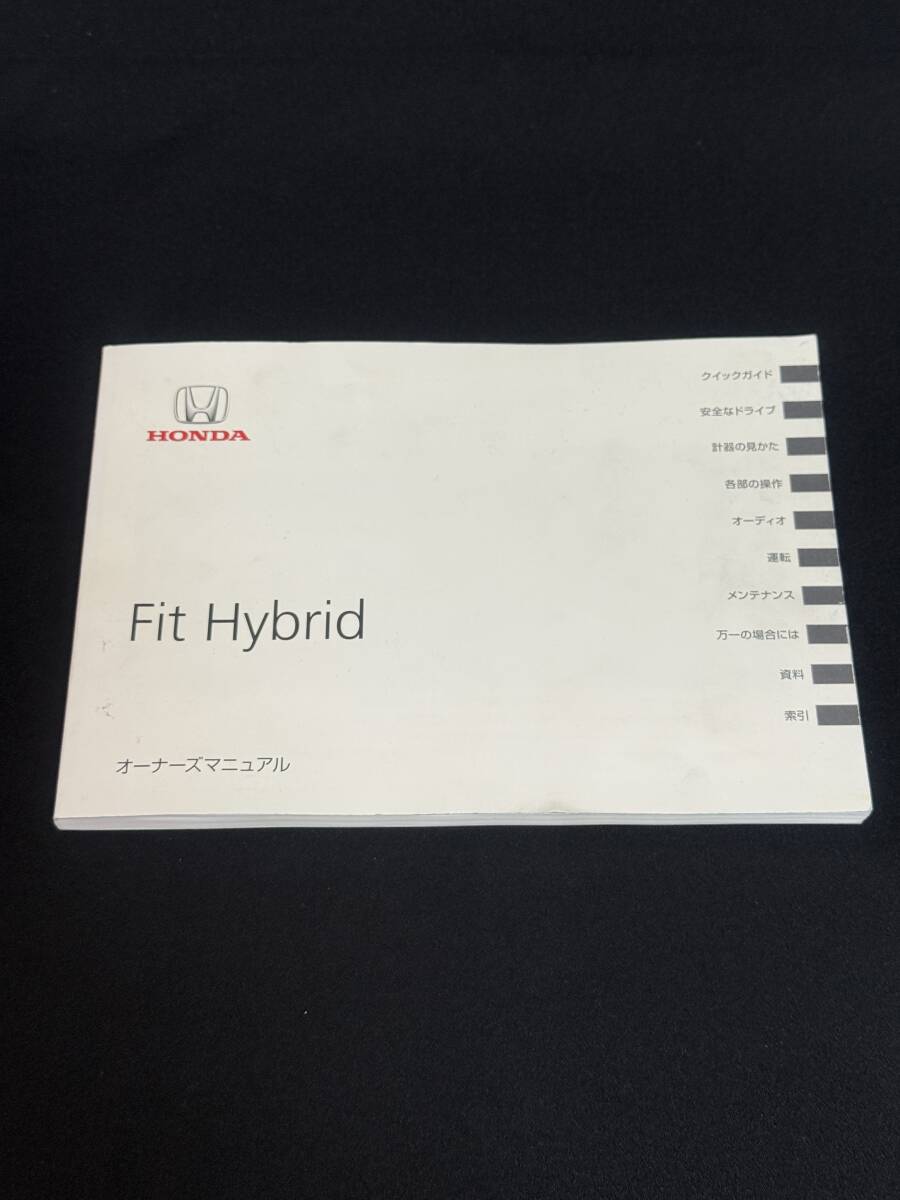 HONDA
Fit Hybrid
オーナーズマニュアル
クイックガイド
安全なドライブ
計器の見かた
各部の操作
オーディオ
運転
メンテナンス
万一の場合には
資料
索引